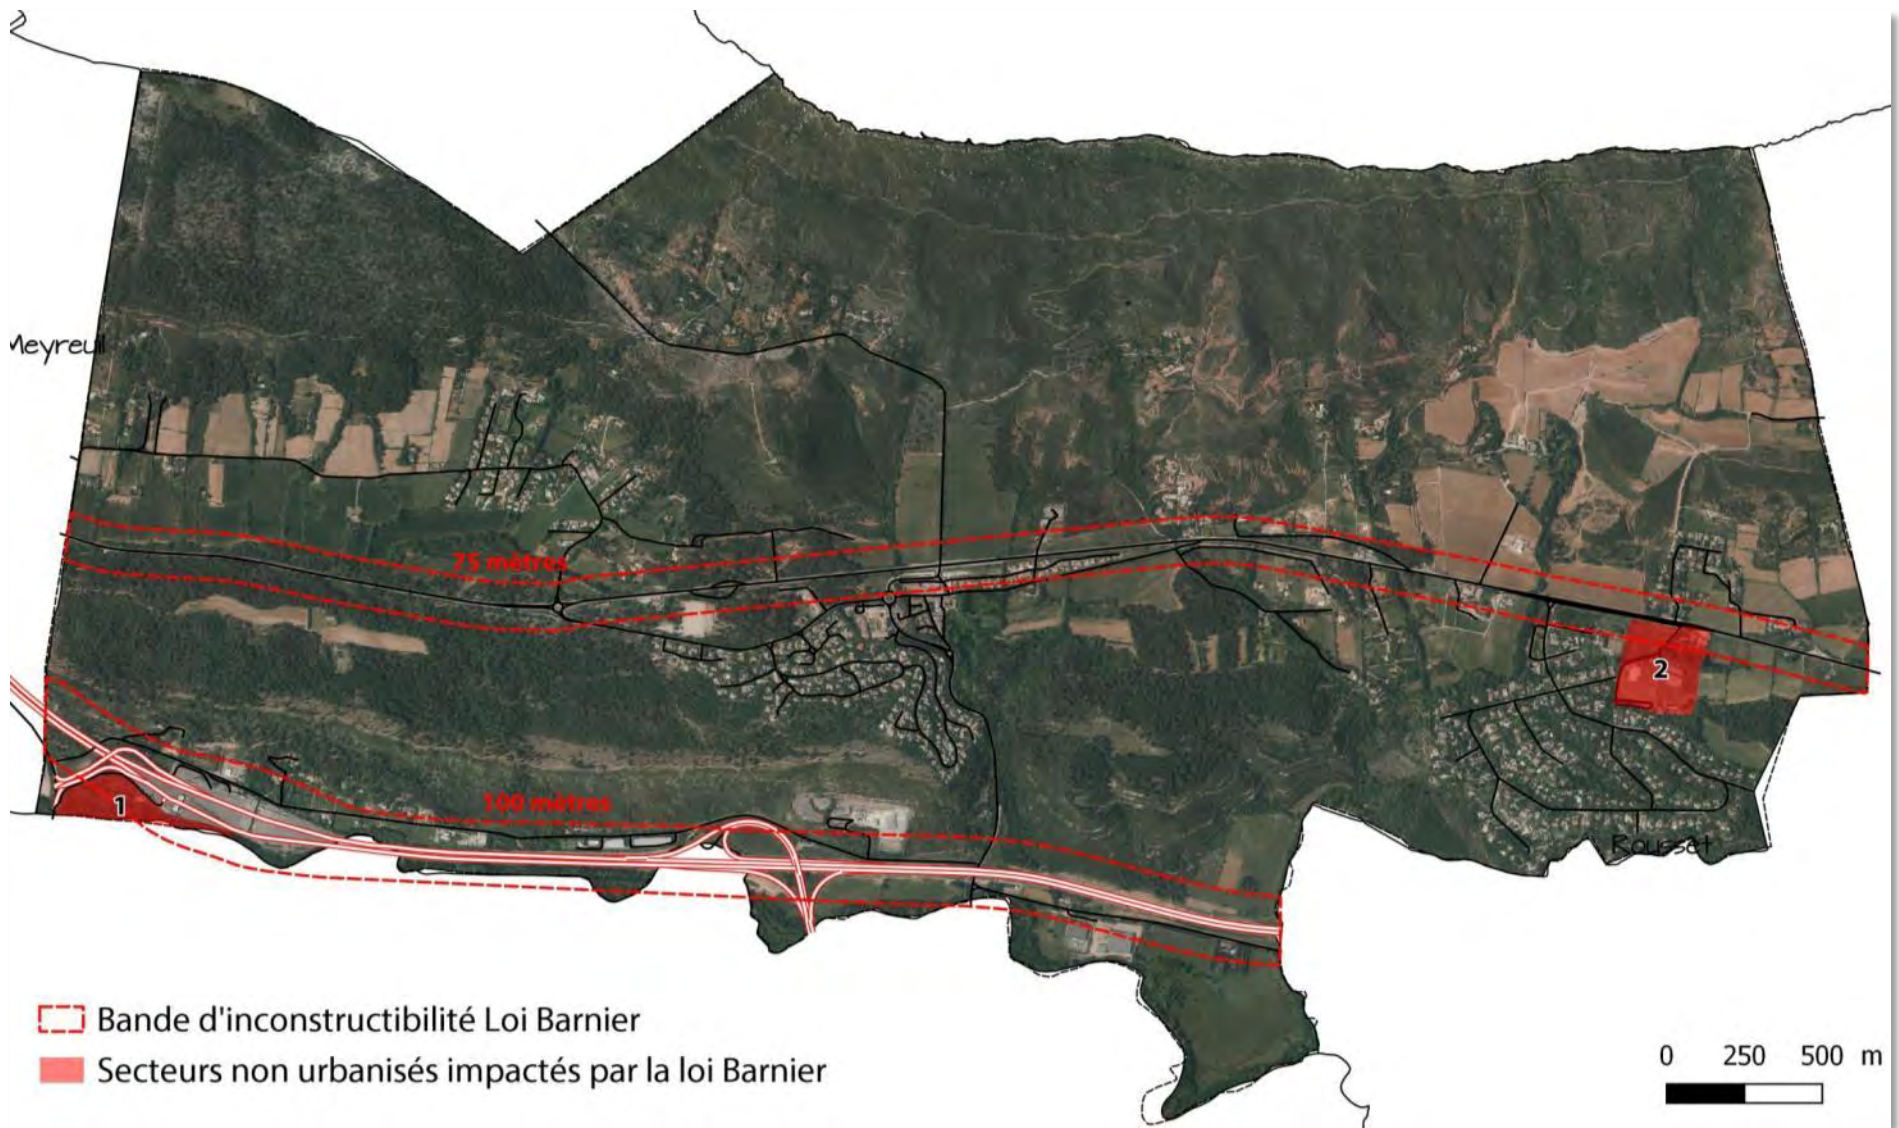 Meyreuil
75 mètres
2
1
100 mètres
Rousset
Bande d'inconstructibilité Loi Barnier
Secteurs non urbanisés impactés par la loi Barnier
0 250 500 m